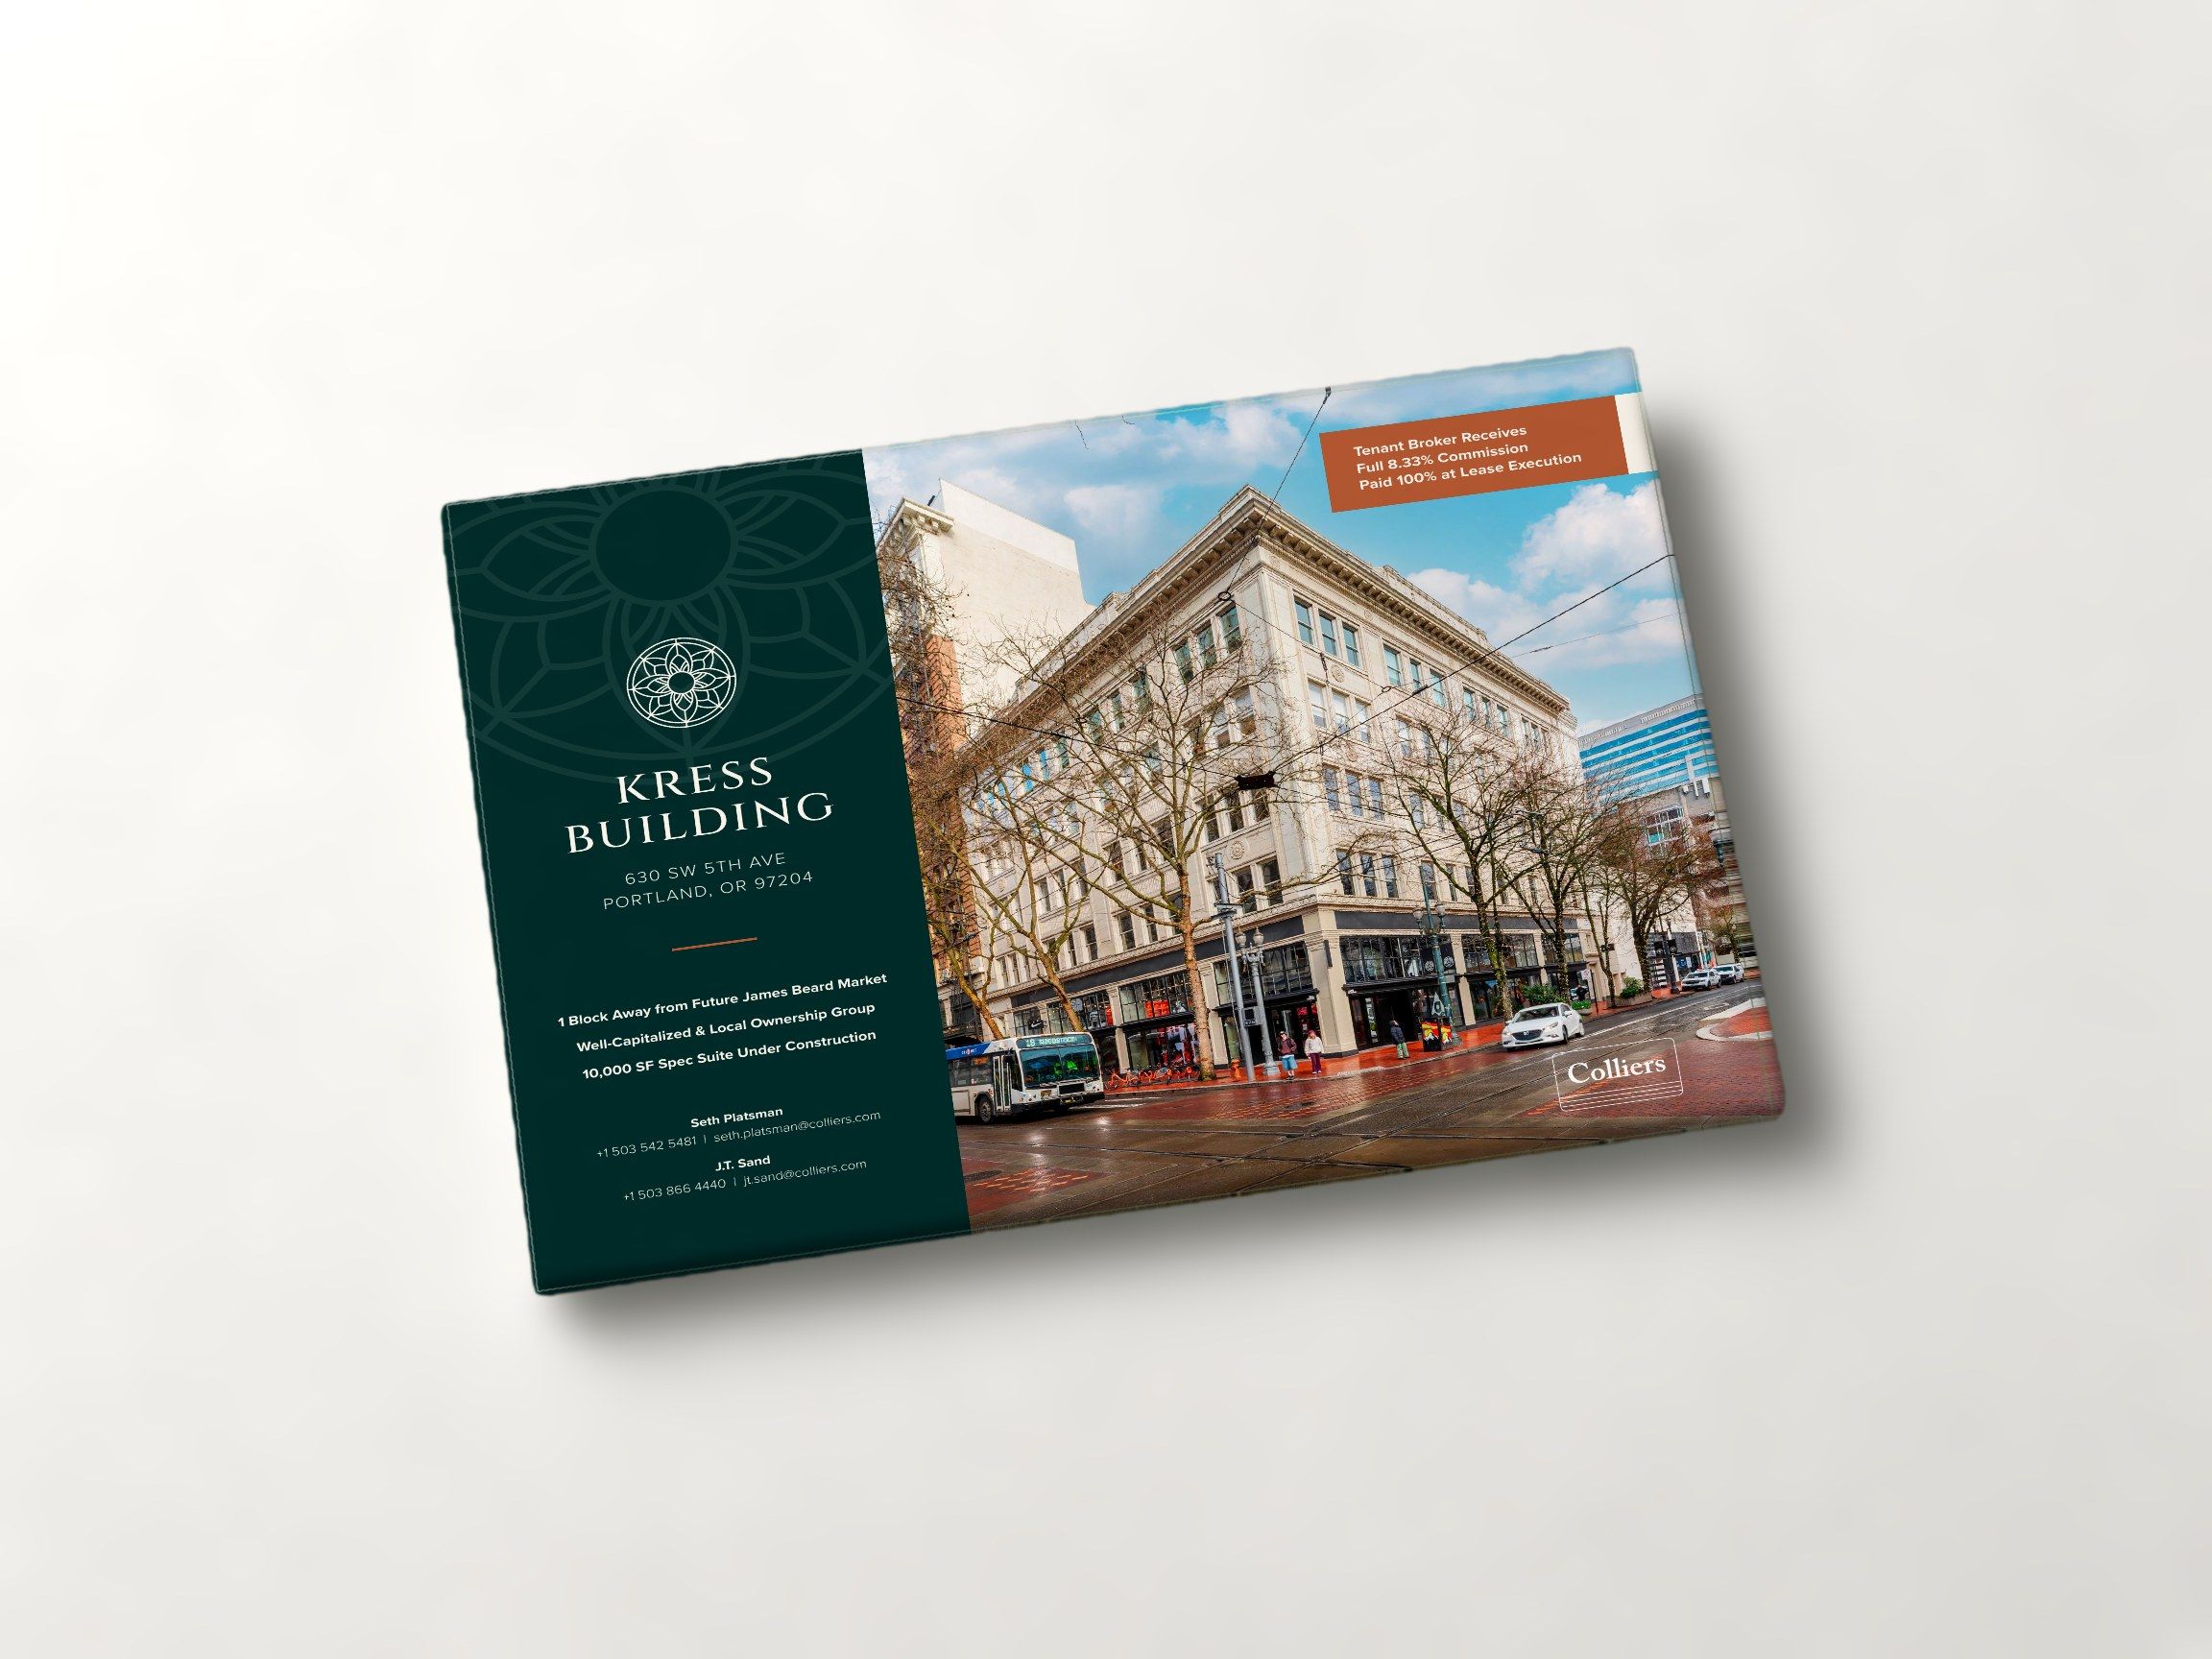 KRESS
BUILDING
630 SW 5TH AVE
PORTLAND, OR 97204
1 Block Away from Future James Beard Market
Well-Capitalized & Local Ownership Group
10,000 SF Spec Suite Under Construction
Seth Platsman
+1 503 542 5481 | seth.platsman@colliers.com
J.T. Sand
+1 503 866 4440 | jt.sand@colliers.com
Tenant Broker Receives
Full 8.33% Commission
Paid 100% at Lease Execution
Colliers